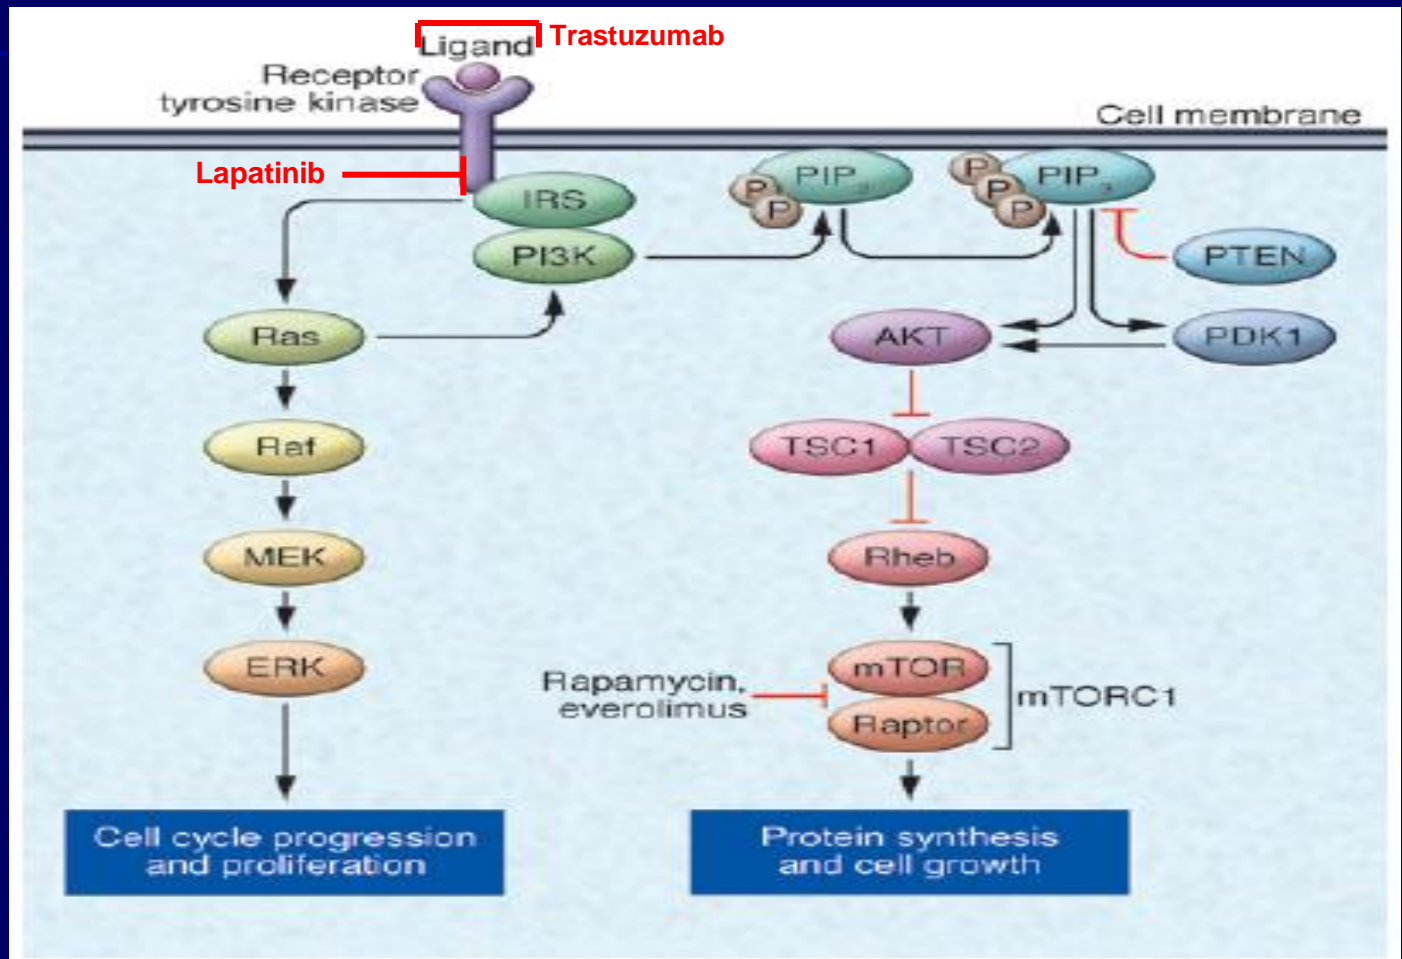 Ligand
Trastuzumab
Receptor
tyrosine kinase
Cell membrane
Lapatinib
IRS
PI3K
P
P
PIP2
P
P
P
PIP3
PTEN
Ras
AKT
PDK1
Raf
TSC1
TSC2
MEK
Rheb
ERK
Rapamycin,
everolimus
mTOR
Raptor
mTORC1
Cell cycle progression
and proliferation
Protein synthesis
and cell growth